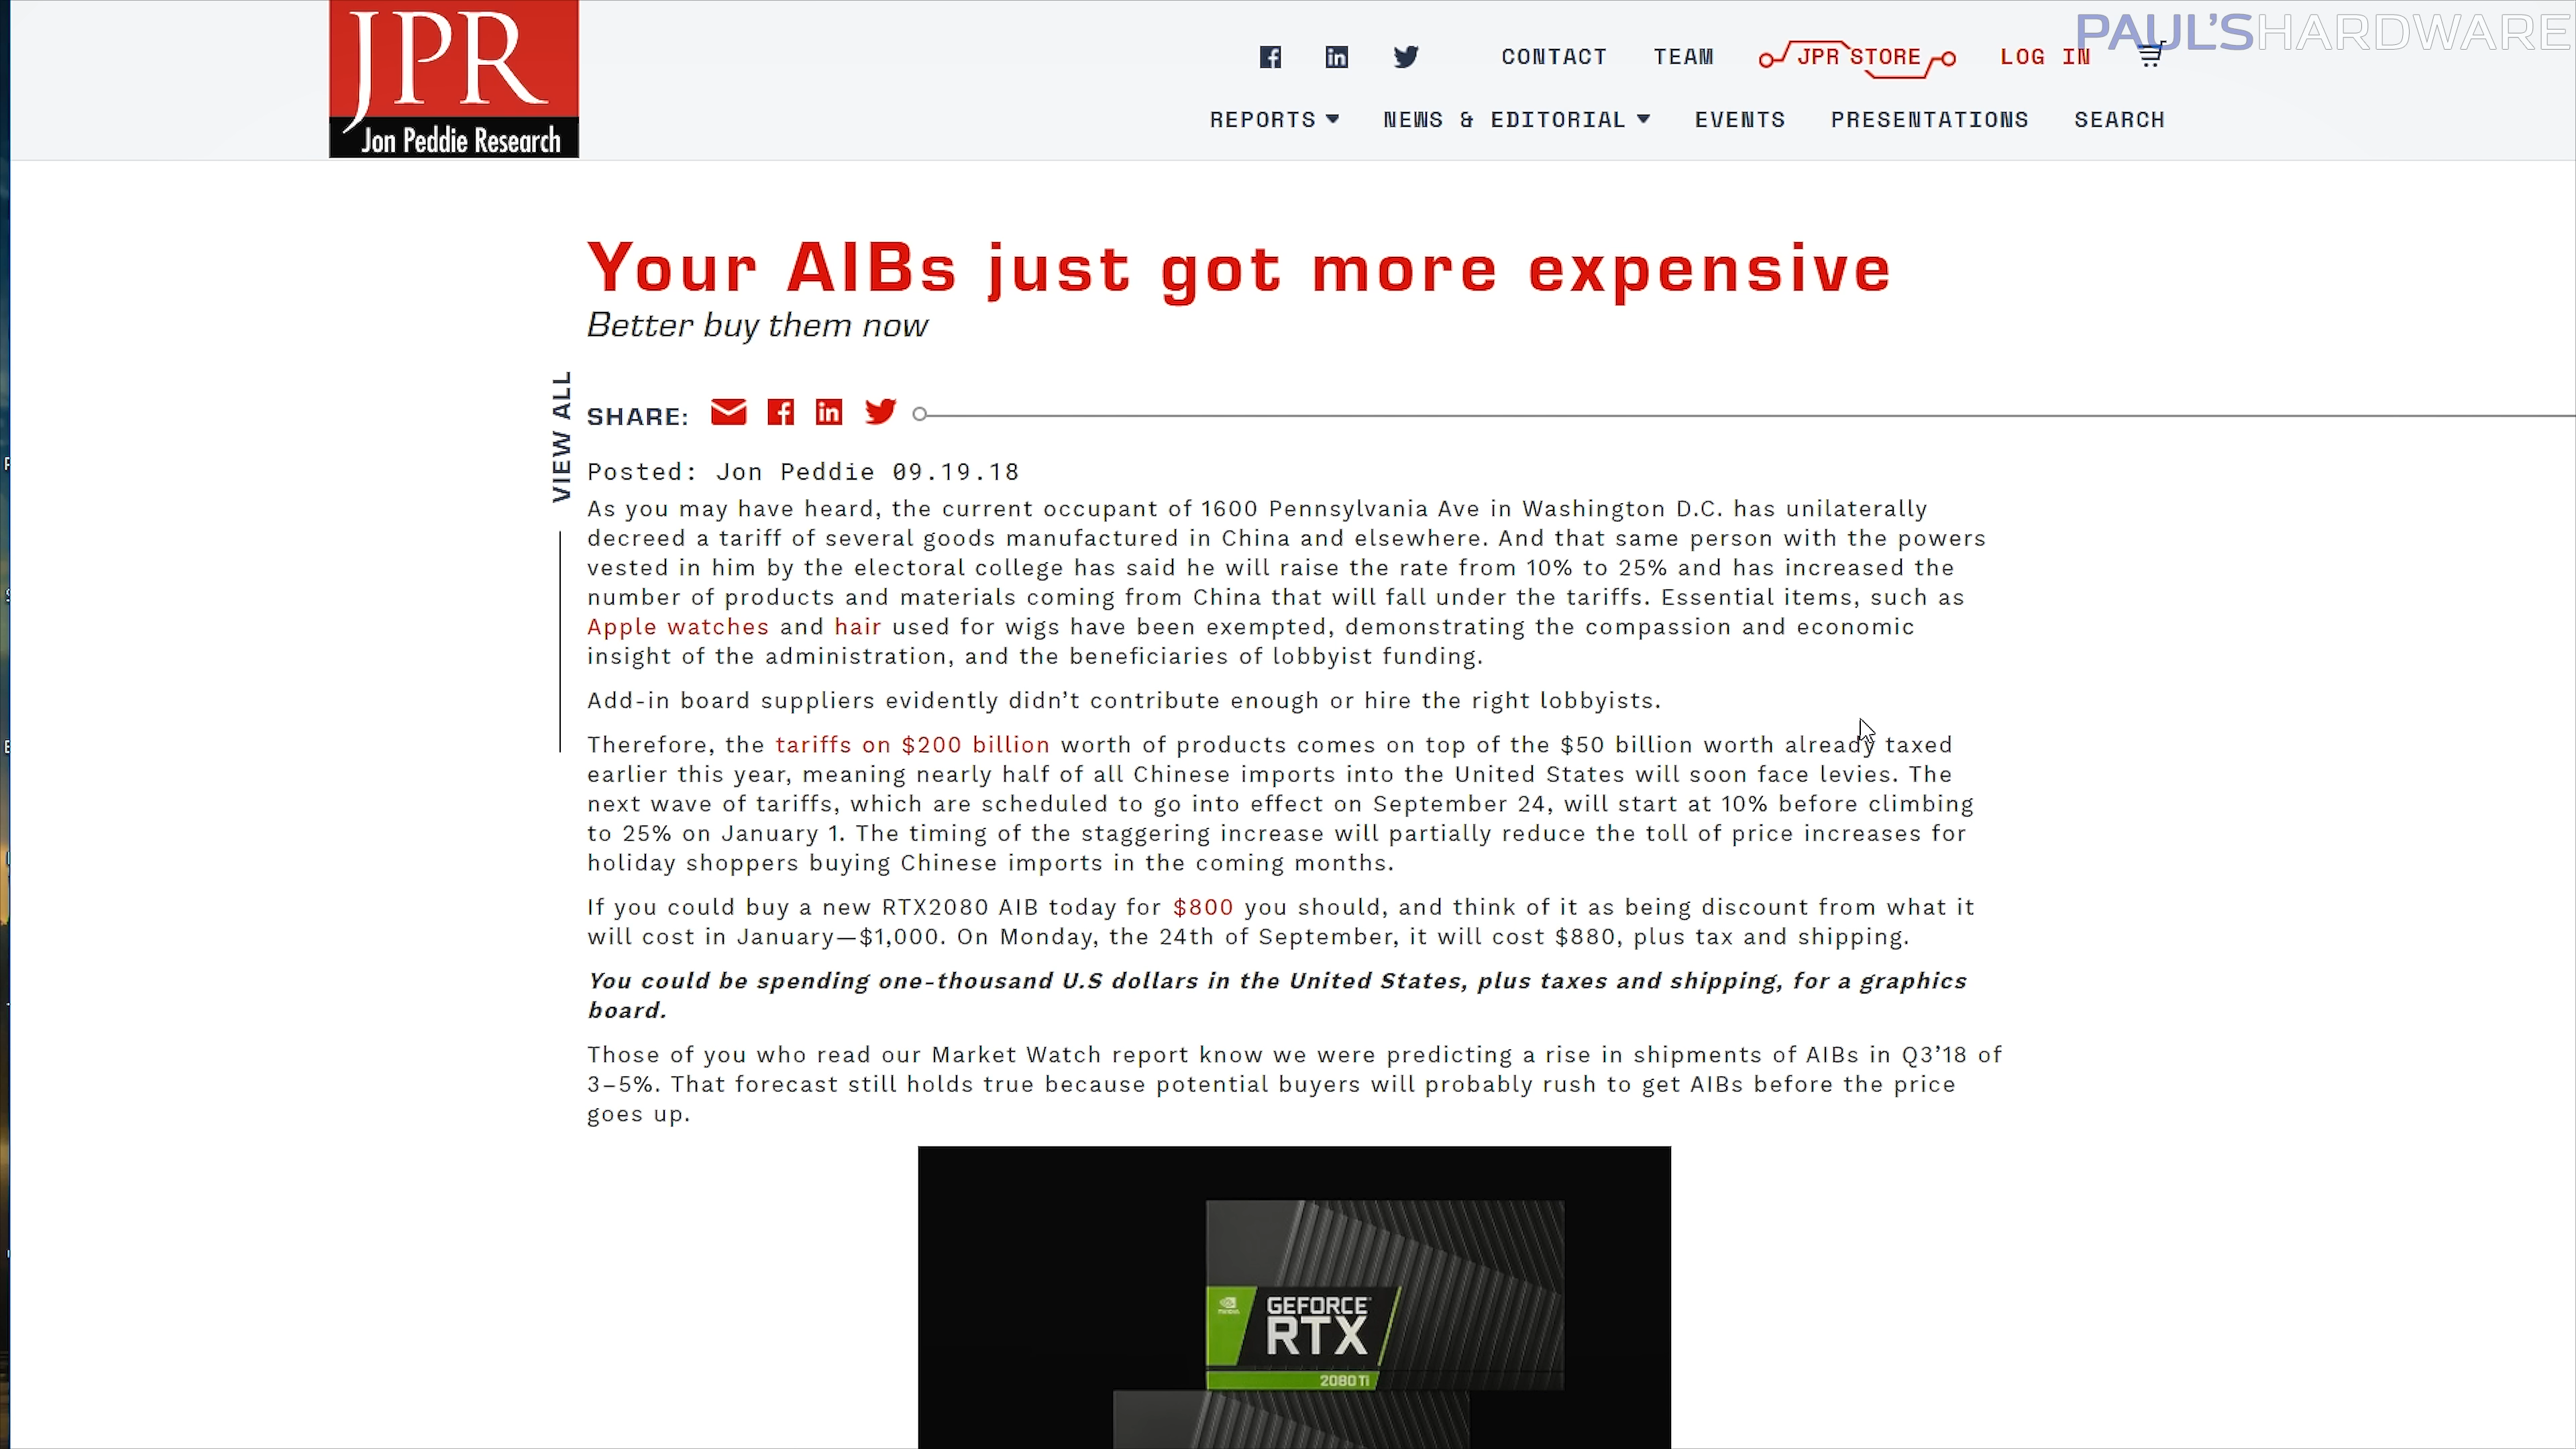 JPR
Jon Peddie Research
CONTACT
TEAM
JPR STORE
LOG IN
PAUL'SHARDWARE
REPORTS
NEWS & EDITORIAL
EVENTS
PRESENTATIONS
SEARCH
Your AIBs just got more expensive
Better buy them now
VIEW ALL
SHARE:
Posted: Jon Peddie 09.19.18
As you may have heard, the current occupant of 1600 Pennsylvania Ave in Washington D.C. has unilaterally
decreed a tariff of several goods manufactured in China and elsewhere. And that same person with the powers
vested in him by the electoral college has said he will raise the rate from 10% to 25% and has increased the
number of products and materials coming from China that will fall under the tariffs. Essential items, such as
Apple watches and hair used for wigs have been exempted, demonstrating the compassion and economic
insight of the administration, and the beneficiaries of lobbyist funding.
Add-in board suppliers evidently didn’t contribute enough or hire the right lobbyists.
Therefore, the tariffs on $200 billion worth of products comes on top of the $50 billion worth already taxed
earlier this year, meaning nearly half of all Chinese imports into the United States will soon face levies. The
next wave of tariffs, which are scheduled to go into effect on September 24, will start at 10% before climbing
to 25% on January 1. The timing of the staggering increase will partially reduce the toll of price increases for
holiday shoppers buying Chinese imports in the coming months.
If you could buy a new RTX2080 AIB today for $800 you should, and think of it as being discount from what it
will cost in January—$1,000. On Monday, the 24th of September, it will cost $880, plus tax and shipping.
You could be spending one-thousand U.S dollars in the United States, plus taxes and shipping, for a graphics
board.
Those of you who read our Market Watch report know we were predicting a rise in shipments of AIBs in Q3’18 of
3–5%. That forecast still holds true because potential buyers will probably rush to get AIBs before the price
goes up.
GEFORCE
RTX
2080 Ti